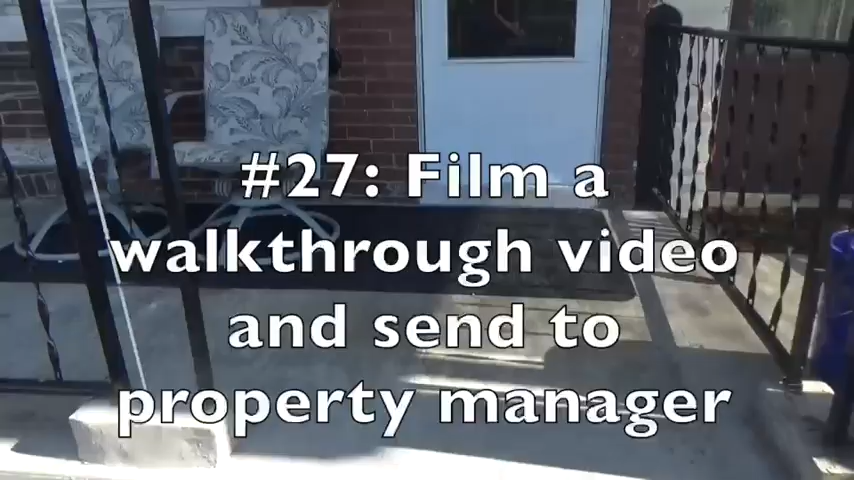 #27: Film a
walkthrough video
and send to
property manager